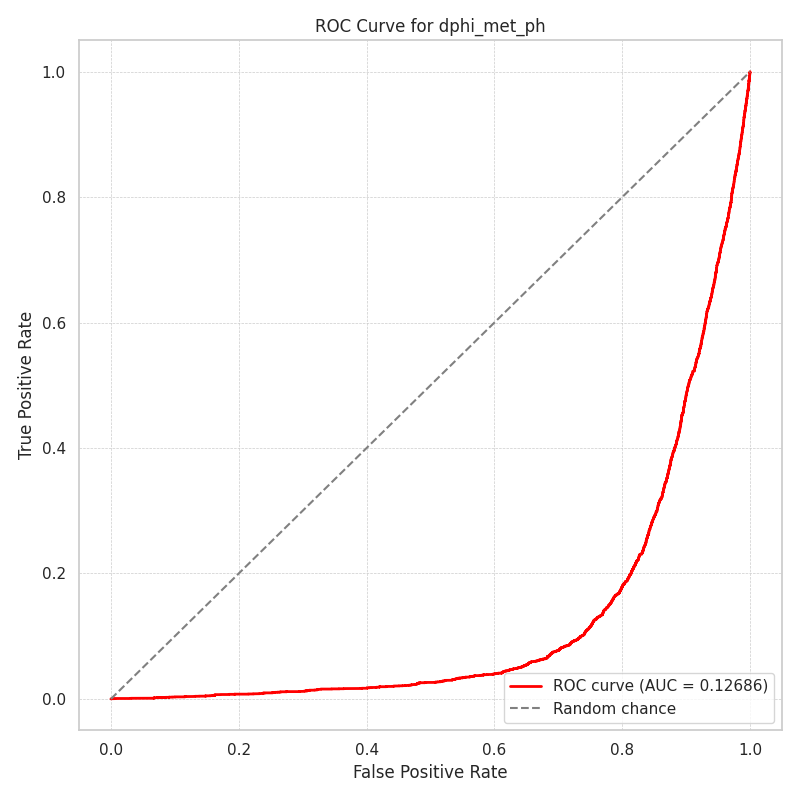 ROC Curve for dphi_met_ph
True Positive Rate
1.0
0.8
0.6
0.4
0.2
0.0
ROC curve (AUC = 0.12686)
Random chance
0.0 0.2 0.4 0.6 0.8 1.0
False Positive Rate